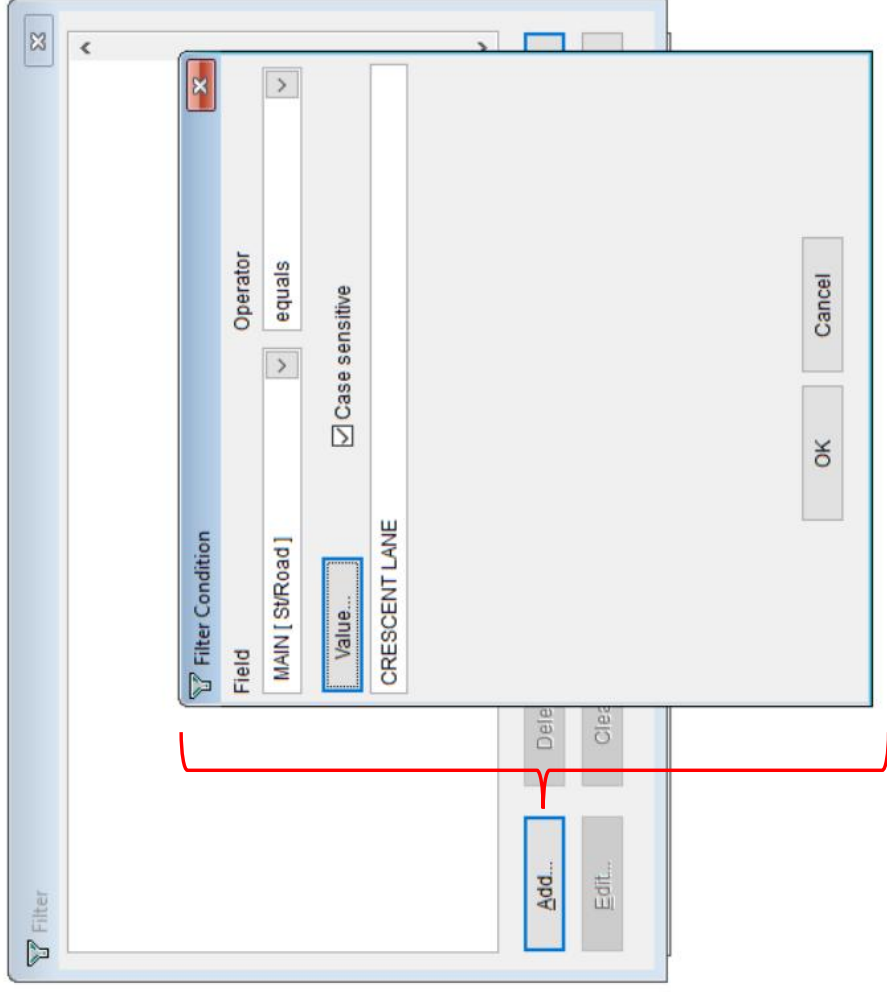 Filter
Filter Condition
Field Operator
MAIN [ St/Road ] equals
Value... Case sensitive
CRESCENT LANE
OK Cancel
Add... Dele
Edit... Clea